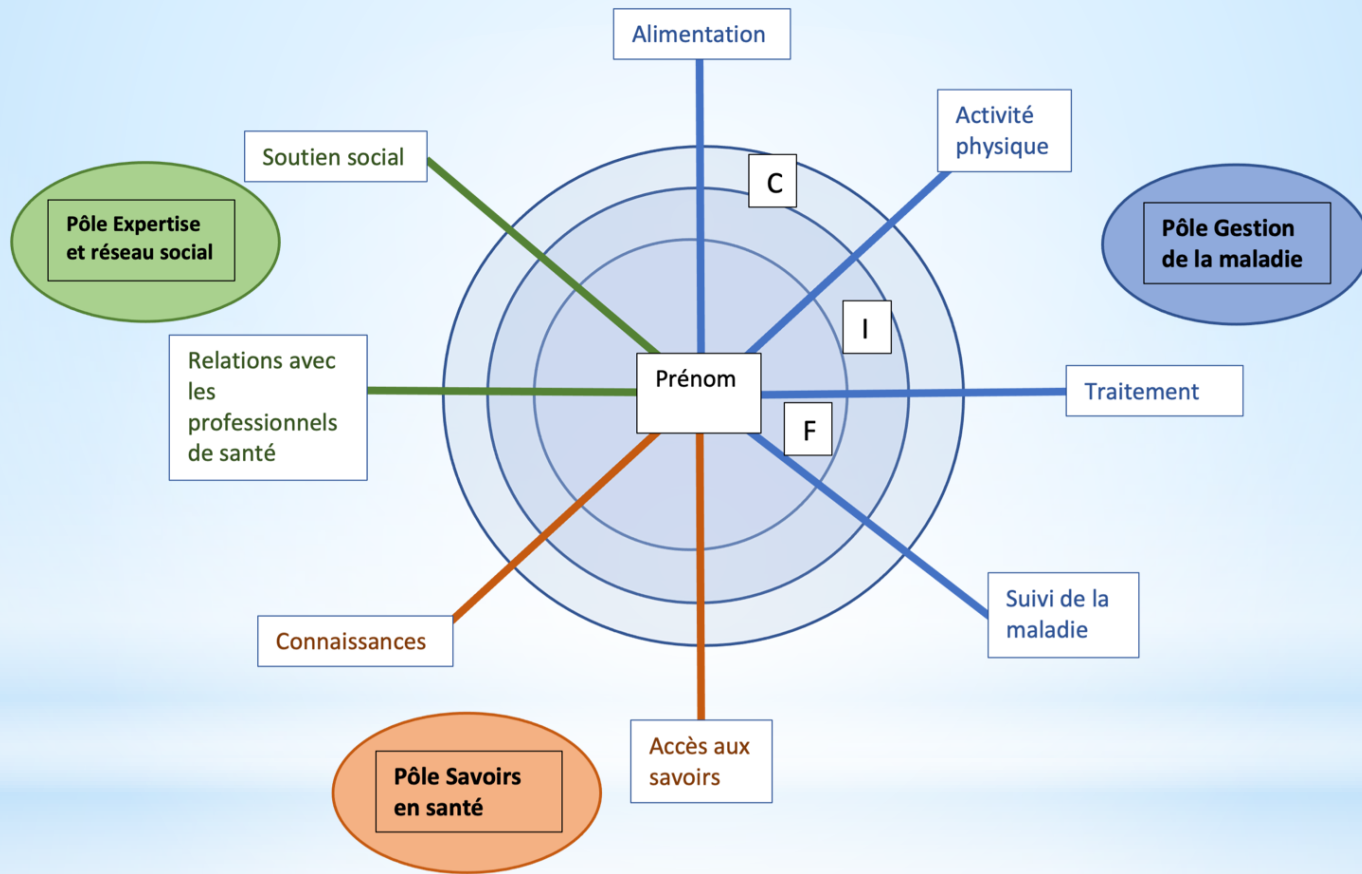 Alimentation
Activité
physique
Soutien social
C
Pôle Expertise
et réseau social
Pôle Gestion
de la maladie
I
Relations avec
les
professionnels
de santé
Prénom
Traitement
F
Suivi de la
maladie
Connaissances
Accès aux
savoirs
Pôle Savoirs
en santé